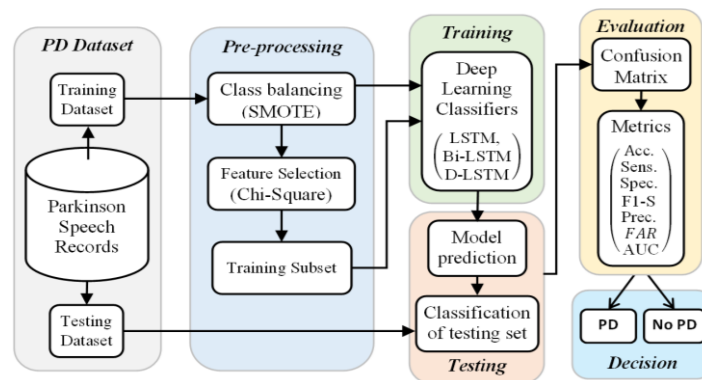 PD Dataset
Training
Dataset
Parkinson
Speech
Records
Testing
Dataset
Pre-processing
Class balancing
(SMOTE)
Feature Selection
(Chi-Square)
Training Subset
Training
Deep
Learning
Classifiers
LSTM,
Bi-LSTM
D-LSTM
Model
prediction
Classification
of testing set
Testing
Evaluation
Confusion
Matrix
Metrics
Acc.
Sens.
Spec.
F1-S
Prec.
FAR
AUC
PD
No PD
Decision